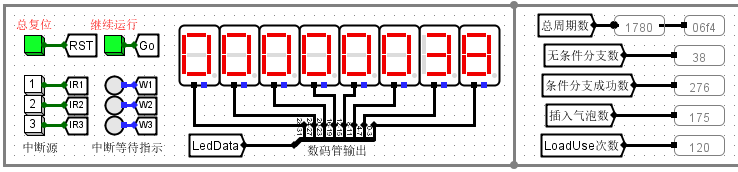 总复位 继续运行
RST Go
1 IR1 W1
2 IR2 W2
3 IR3 W3
中断源 中断等待指示
00000038
LedData
数码管输出
总周期数 1780 06f4
无条件分支数 38
条件分支成功数 276
插入气泡数 175
LoadUse次数 120